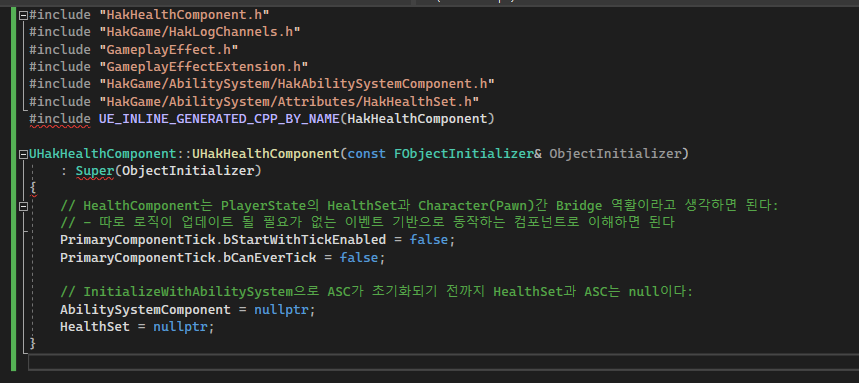 #include "HakHealthComponent.h"
#include "HakGame/HakLogChannels.h"
#include "GameplayEffect.h"
#include "GameplayEffectExtension.h"
#include "HakGame/AbilitySystem/HakAbilitySystemComponent.h"
#include "HakGame/AbilitySystem/Attributes/HakHealthSet.h"
#include UE_INLINE_GENERATED_CPP_BY_NAME(HakHealthComponent)
UHakHealthComponent::UHakHealthComponent(const FObjectInitializer& ObjectInitializer)
: Super(ObjectInitializer)
{
// HealthComponent는 PlayerState의 HealthSet과 Character(Pawn)간 Bridge 역활이라고 생각하면 된다:
// - 따로 로직이 업데이트 될 필요가 없는 이벤트 기반으로 동작하는 컴포넌트로 이해하면 된다
PrimaryComponentTick.bStartWithTickEnabled = false;
PrimaryComponentTick.bCanEverTick = false;
// InitializeWithAbilitySystem으로 ASC가 초기화되기 전까지 HealthSet과 ASC는 null이다:
AbilitySystemComponent = nullptr;
HealthSet = nullptr;
}